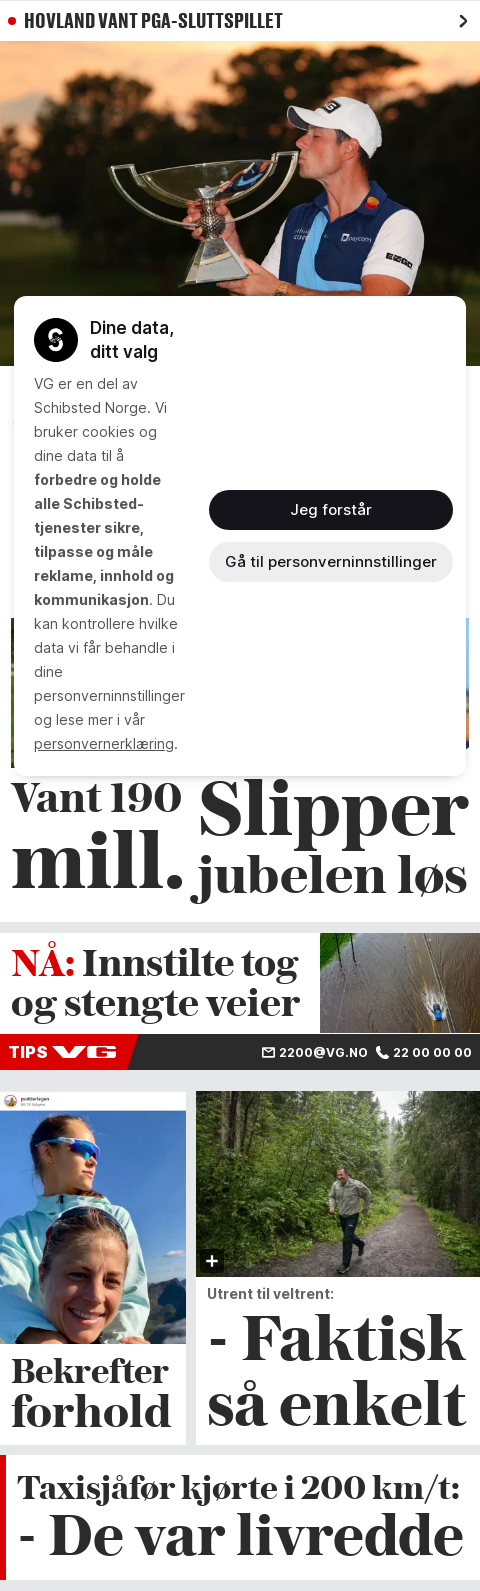 HOVLAND VANT PGA-SLUTTSPILLET
PING
paycom
EZGO
Dine data,
ditt valg
VG er en del av
Schibsted Norge. Vi
bruker cookies og
dine data til å
forbedre og holde
alle Schibsted-
tjenester sikre,
tilpasse og måle
reklame, innhold og
kommunikasjon. Du
kan kontrollere hvilke
data vi får behandle i
dine
personverninnstillinger
og lese mer i vår
personvernerklæring.
Jeg forstår
Gå til personverninnstillinger
Vant 190
mill.
Slipper
jubelen løs
NÅ: Innstilte tog
og stengte veier
TIPS VG
2200@VG.NO 22 00 00 00
Bekrefter
forhold
Utrent til veltrent:
- Faktisk
så enkelt
Taxisjåfør kjørte i 200 km/t:
- De var livredde